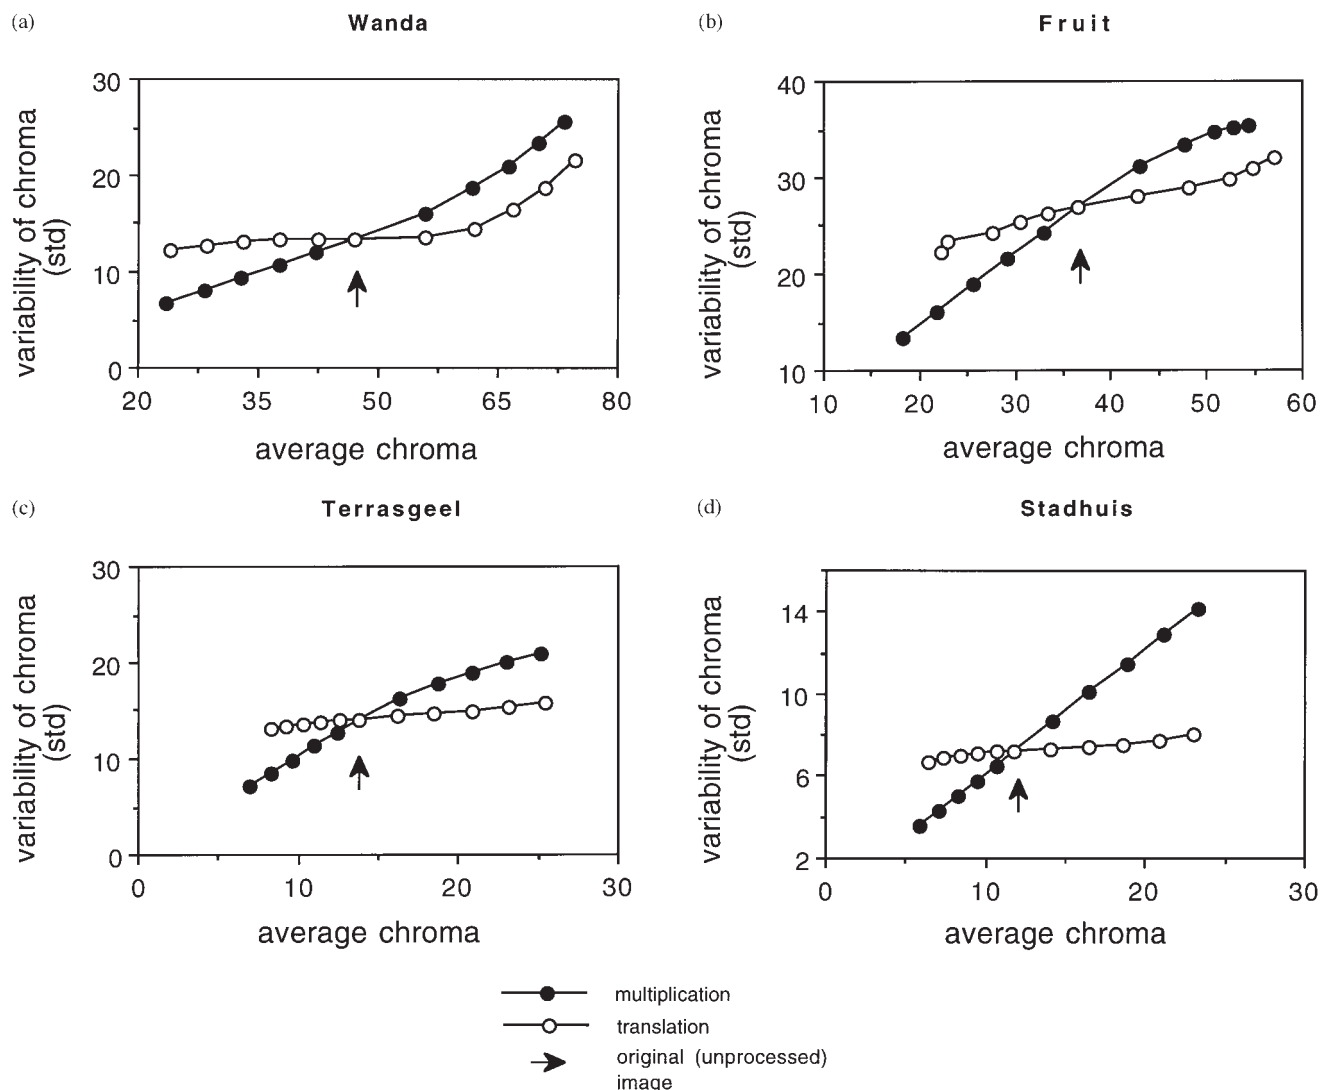 (a)
Wanda
30
20
10
0
20 35 50 65 80
variability of chroma
(std)
average chroma
(b)
Fruit
40
30
20
10
10 20 30 40 50 60
variability of chroma
(std)
average chroma
(c)
Terrasgeel
30
20
10
0
0 10 20 30
variability of chroma
(std)
average chroma
(d)
Stadhuis
14
10
6
2
0 10 20 30
variability of chroma
(std)
average chroma
multiplication
translation
original (unprocessed)
image